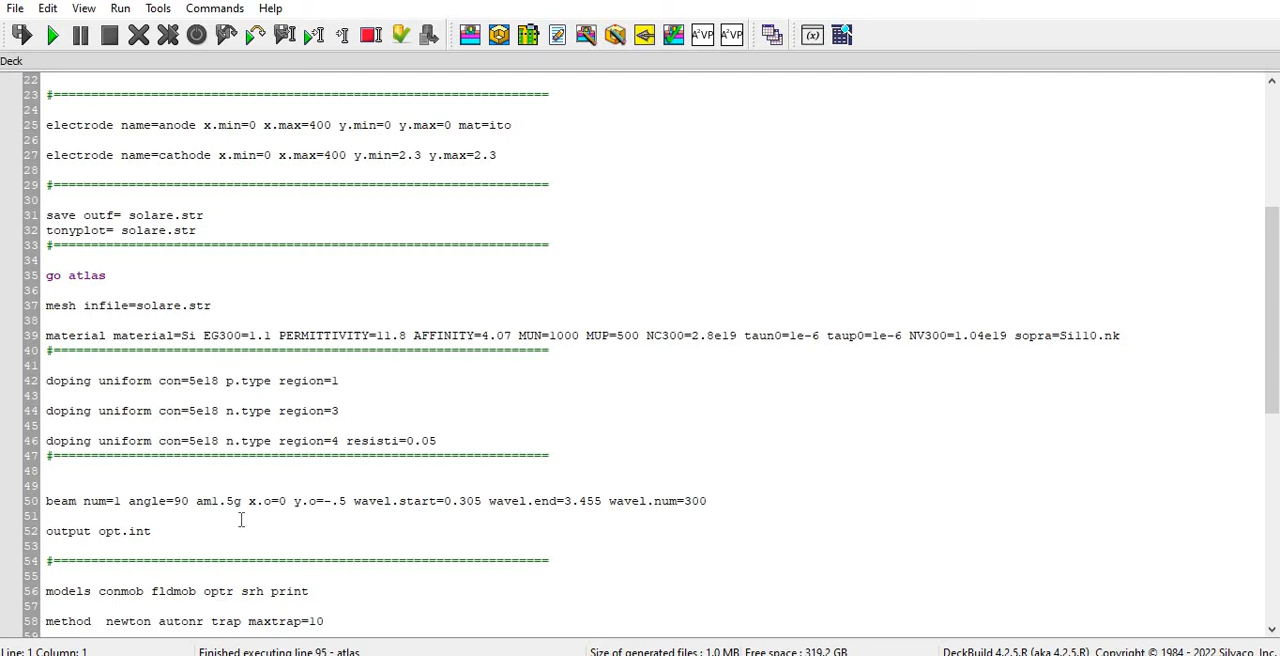 File Edit View Run Tools Commands Help
A²VP A²VP (x)
Deck
22
23 #==================================================================
24
25 electrode name=anode x.min=0 x.max=400 y.min=0 y.max=0 mat=ito
26
27 electrode name=cathode x.min=0 x.max=400 y.min=2.3 y.max=2.3
28
29 #==================================================================
30
31 save outf= solare.str
32 tonyplot= solare.str
33 #==================================================================
34
35 go atlas
36
37 mesh infile=solare.str
38
39 material material=Si EG300=1.1 PERMITTIVITY=11.8 AFFINITY=4.07 MUN=1000 MUP=500 NC300=2.8e19 taun0=1e-6 taup0=1e-6 NV300=1.04e19 sopra=Sil10.nk
40 #==================================================================
41
42 doping uniform con=5e18 p.type region=1
43
44 doping uniform con=5e18 n.type region=3
45
46 doping uniform con=5e18 n.type region=4 resisti=0.05
47 #==================================================================
48
49
50 beam num=1 angle=90 am1.5g x.o=0 y.o=-.5 wavel.start=0.305 wavel.end=3.455 wavel.num=300
51
52 output opt.int
53
54 #==================================================================
55
56 models conmob fldmob optr srh print
57
58 method  newton autonr trap maxtrap=10
59
Line: 1 Column: 1 Finished executing line 95 - atlas Size of generated files : 1.0 MB, Free space : 319.2 GB DeckBuild 4.2.5.R (aka 4.2.5.R), Copyright © 1984 - 2022 Silvaco, Inc.